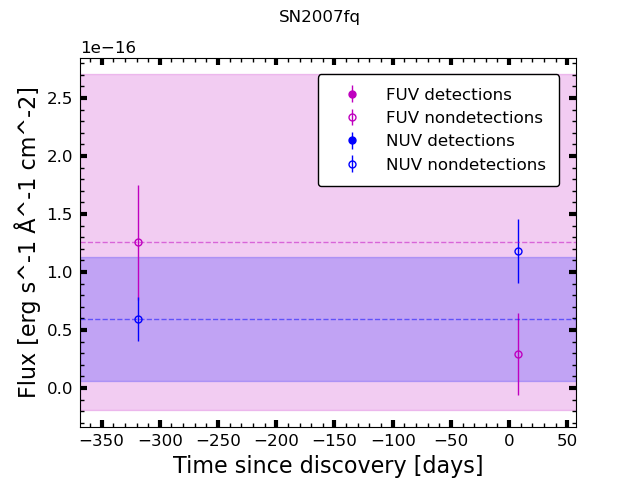 SN2007fq
1e−16
Flux [erg s^-1 Å^-1 cm^-2]
2.5
2.0
1.5
1.0
0.5
0.0
FUV detections
FUV nondetections
NUV detections
NUV nondetections
−350 −300 −250 −200 −150 −100 −50 0 50
Time since discovery [days]